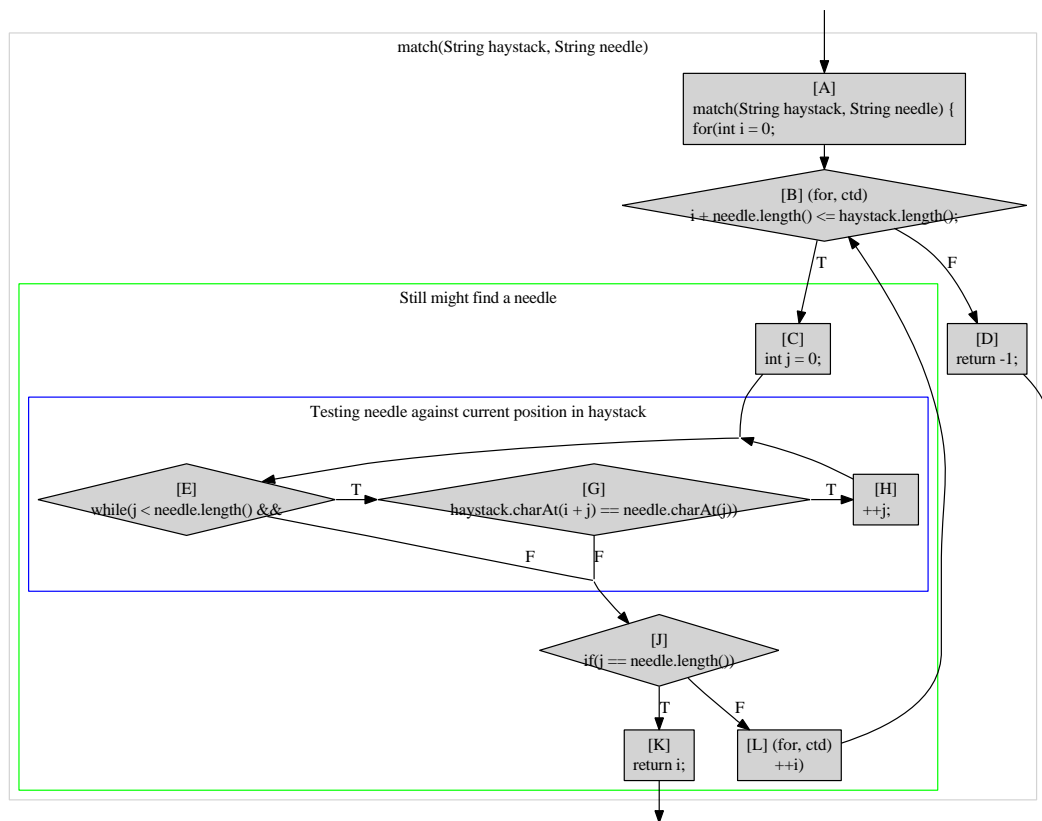 match(String haystack, String needle)
[A]
match(String haystack, String needle) {
for(int i = 0;
[B] (for, ctd)
i + needle.length() <= haystack.length();
T
F
Still might find a needle
[C]
int j = 0;
[D]
return -1;
Testing needle against current position in haystack
[E]
while(j < needle.length() &&
T
[G]
haystack.charAt(i + j) == needle.charAt(j))
T
[H]
++j;
F
F
[J]
if(j == needle.length())
T
F
[K]
return i;
[L] (for, ctd)
++i)